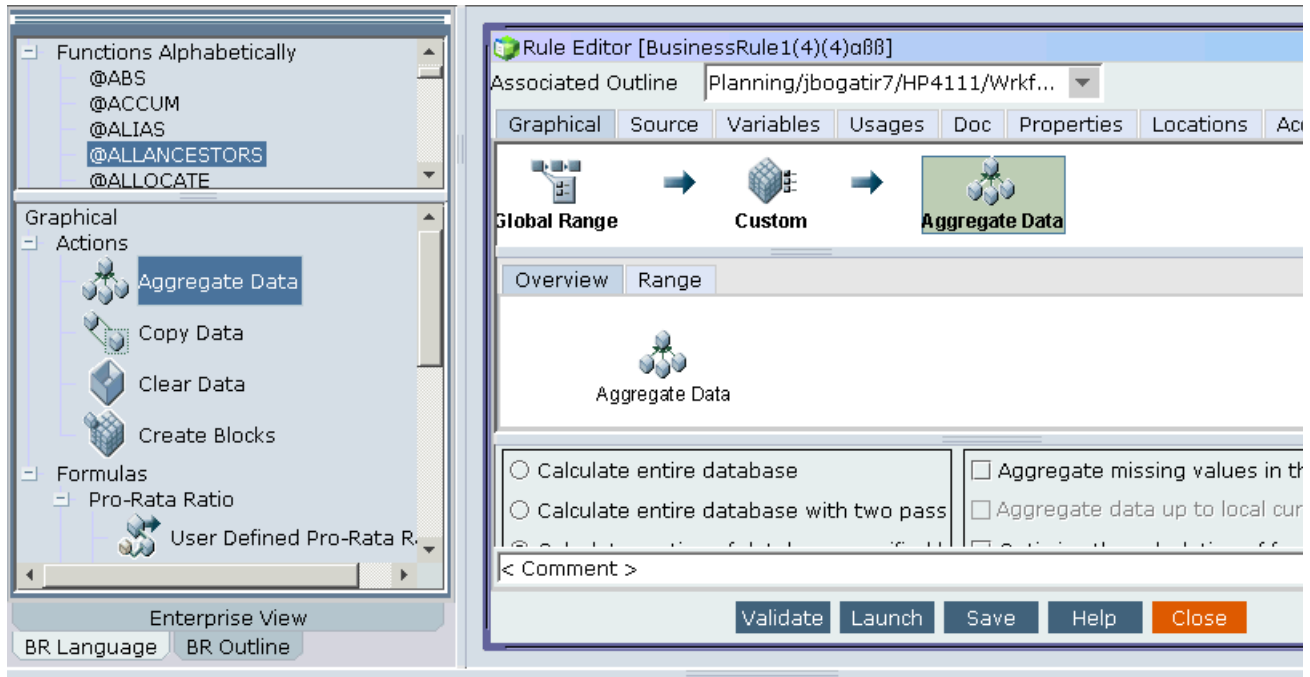 Functions Alphabetically
@ABS
@ACCUM
@ALIAS
@ALLANCESTORS
@ALLOCATE
Graphical
Actions
Aggregate Data
Copy Data
Clear Data
Create Blocks
Formulas
Pro-Rata Ratio
User Defined Pro-Rata R
Enterprise View
BR Language BR Outline
Rule Editor [BusinessRule1(4)(4)αßß]
Associated Outline Planning/jbogatir7/HP4111/Wrkf...
Graphical Source Variables Usages Doc Properties Locations Acc
Global Range Custom Aggregate Data
Overview Range
Aggregate Data
Calculate entire database
Calculate entire database with two pass
Aggregate missing values in th
Aggregate data up to local cur
< Comment >
Validate Launch Save Help Close